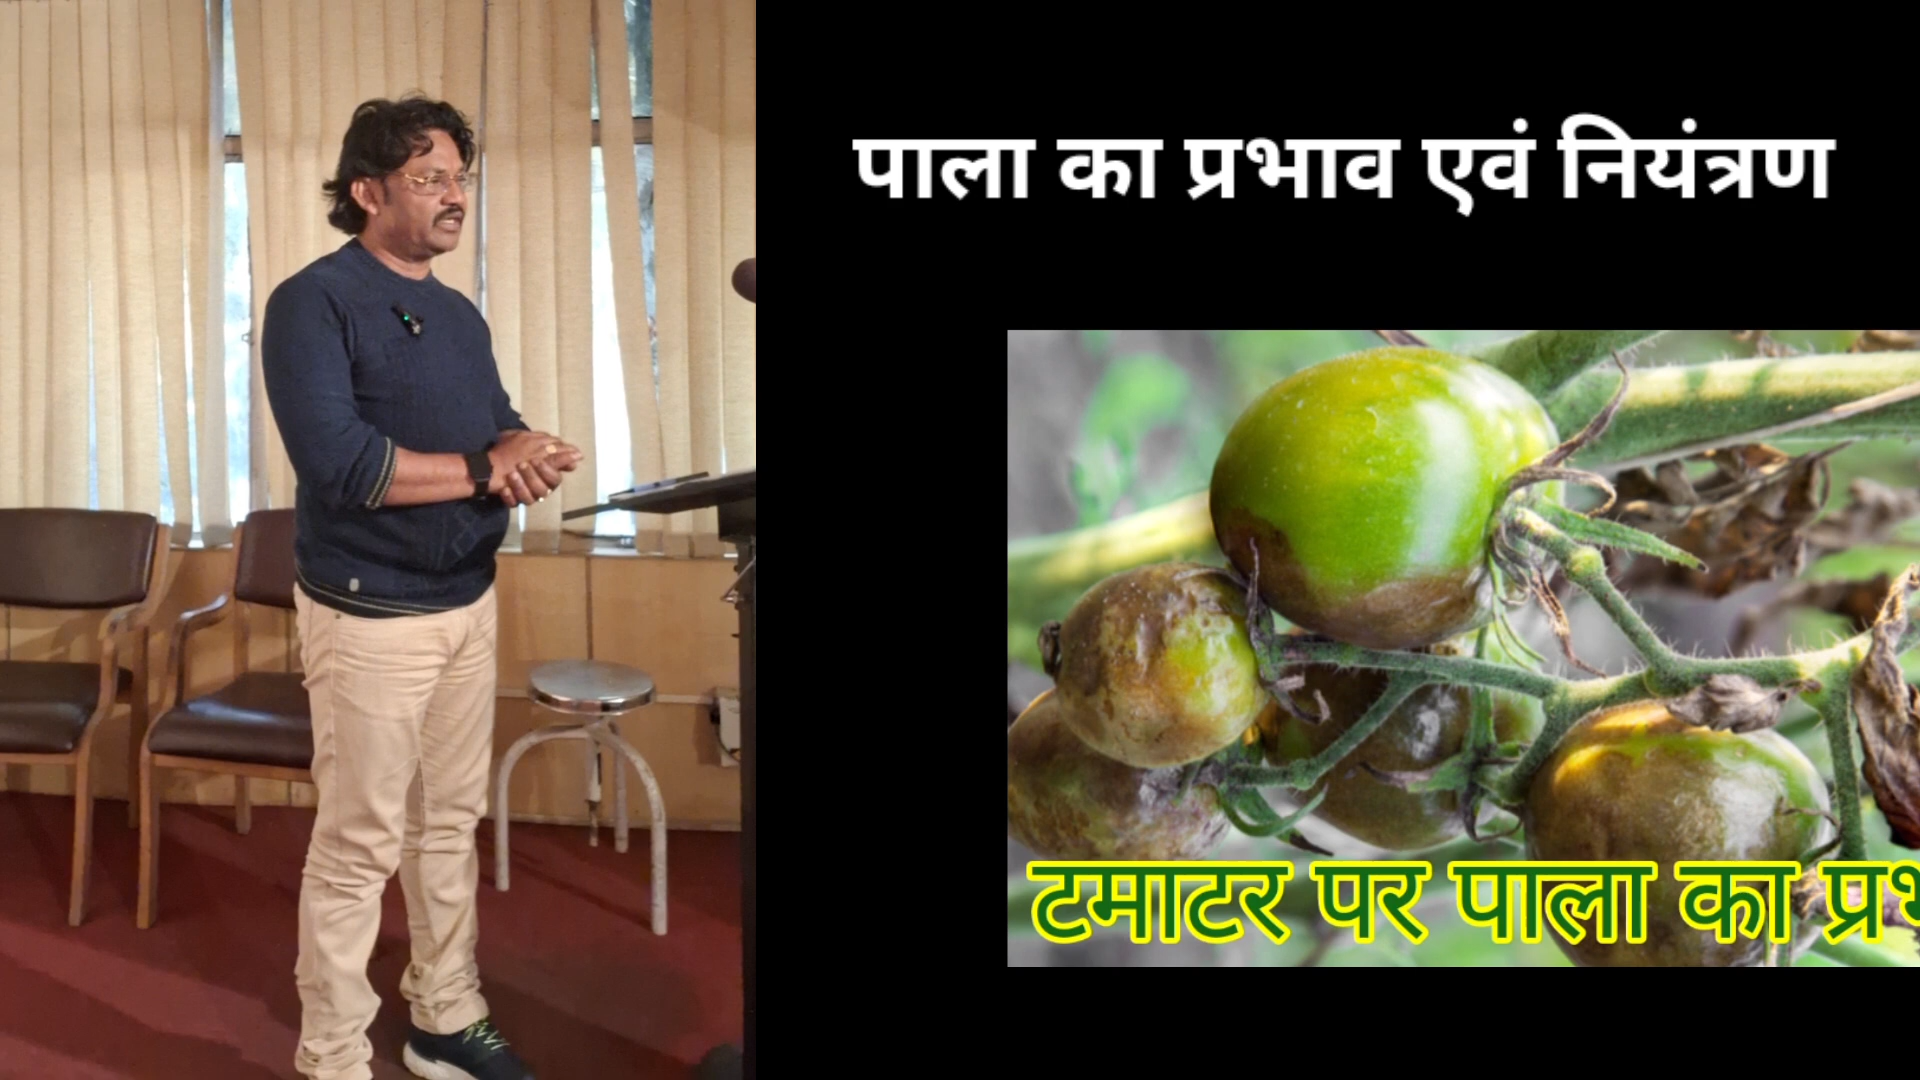 पाला का प्रभाव एवं नियंत्रण
टमाटर पर पाला का